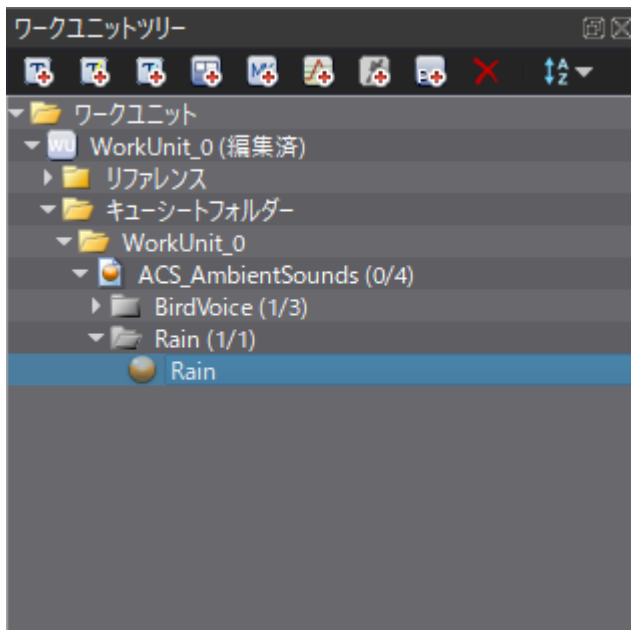 ワークユニットツリー
ワークユニット
WU WorkUnit_0 (編集済)
リファレンス
キューシートフォルダー
WorkUnit_0
ACS_AmbientSounds (0/4)
BirdVoice (1/3)
Rain (1/1)
Rain